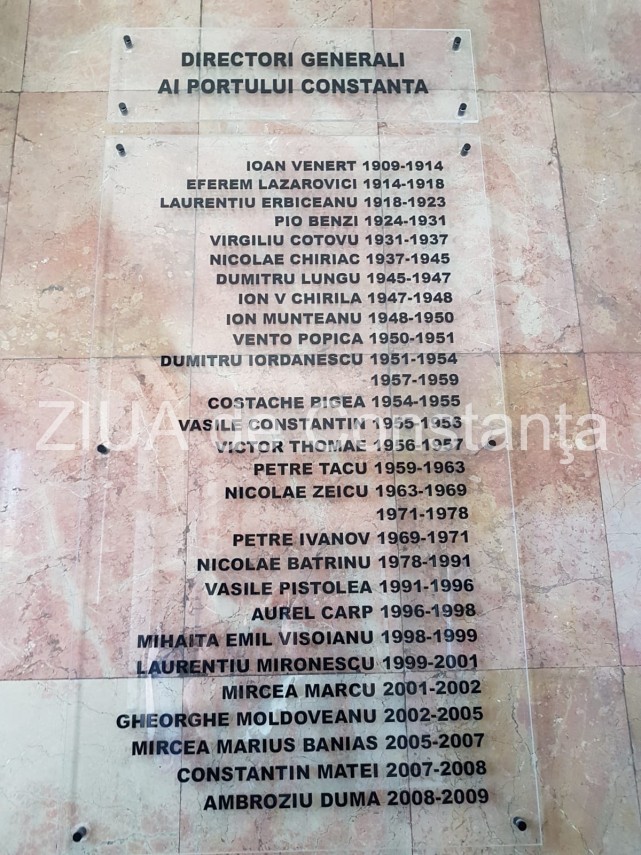 DIRECTORI GENERALI
AI PORTULUI CONSTANTA
IOAN VENERT 1909-1914
EFEREM LAZAROVICI 1914-1918
LAURENTIU ERBICEANU 1918-1923
PIO BENZI 1924-1931
VIRGILIU COTOVU 1931-1937
NICOLAE CHIRIAC 1937-1945
DUMITRU LUNGU 1945-1947
ION V CHIRILA 1947-1948
ION MUNTEANU 1948-1950
VENTO POPICA 1950-1951
DUMITRU IORDANESCU 1951-1954
1957-1959
COSTACHE BIGEA 1954-1955
ZIUA de Constanţa
VASILE CONSTANTIN
VICTOR THOMAE 1956-1957
PETRE TACU 1959-1963
NICOLAE ZEICU 1963-1969
1971-1978
PETRE IVANOV 1969-1971
NICOLAE BATRINU 1978-1991
VASILE PISTOLEA 1991-1996
AUREL CARP 1996-1998
MIHAITA EMIL VISOIANU 1998-1999
LAURENTIU MIRONESCU 1999-2001
MIRCEA MARCU 2001-2002
GHEORGHE MOLDOVEANU 2002-2005
MIRCEA MARIUS BANIAS 2005-2007
CONSTANTIN MATEI 2007-2008
AMBROZIU DUMA 2008-2009